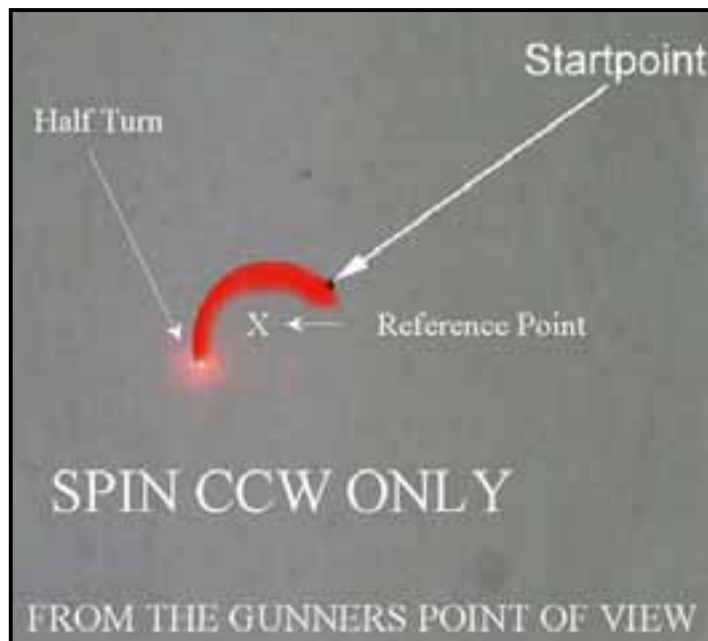 Startpoint
Half Turn
X
Reference Point
SPIN CCW ONLY
FROM THE GUNNERS POINT OF VIEW